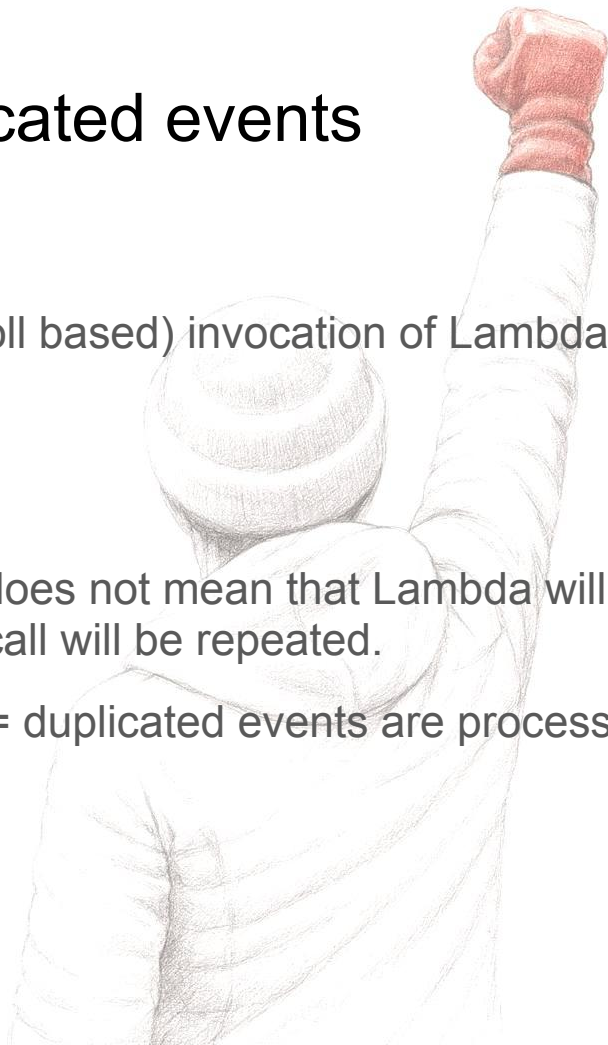 cated events
oll based) invocation of Lambda
does not mean that Lambda will
call will be repeated.
= duplicated events are process